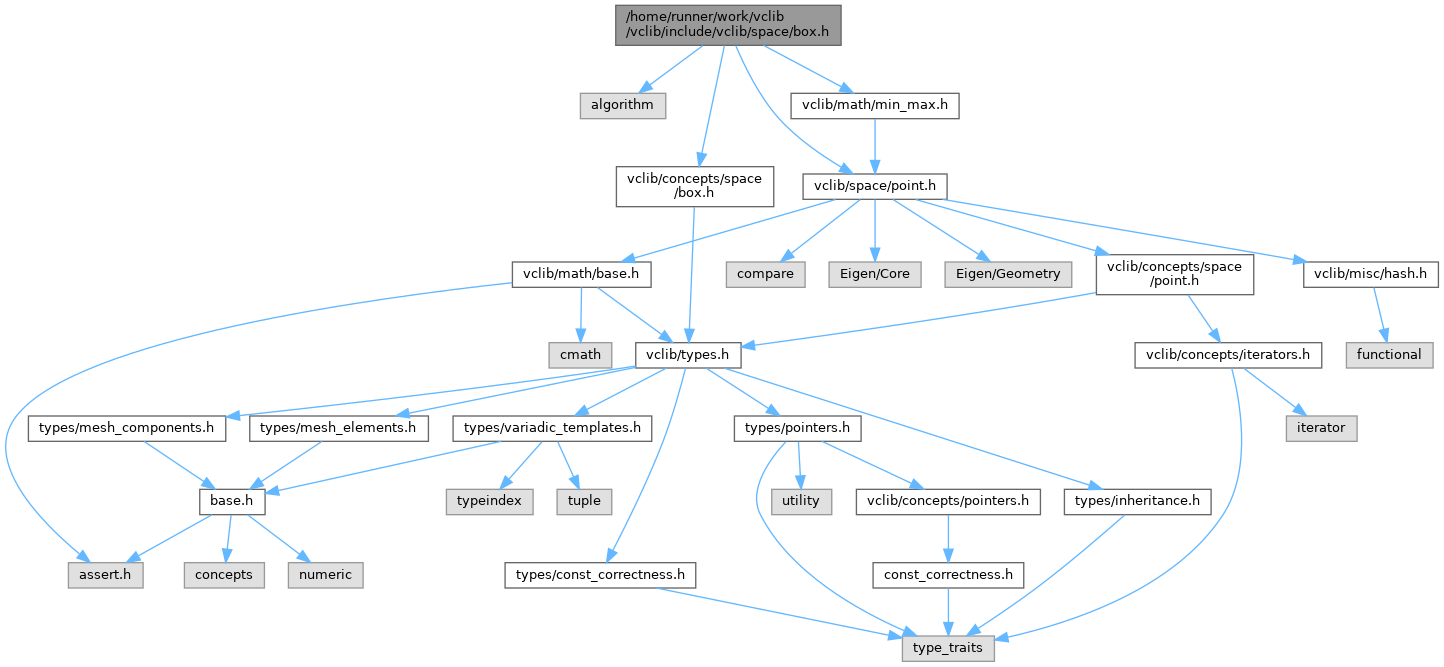 /home/runner/work/vclib
/vclib/include/vclib/space/box.h
algorithm
vclib/math/min_max.h
vclib/concepts/space
/box.h
vclib/space/point.h
vclib/math/base.h
compare
Eigen/Core
Eigen/Geometry
vclib/concepts/space
/point.h
vclib/misc/hash.h
cmath
vclib/types.h
vclib/concepts/iterators.h
functional
types/mesh_components.h
types/mesh_elements.h
types/variadic_templates.h
types/pointers.h
iterator
base.h
typeindex
tuple
utility
vclib/concepts/pointers.h
types/inheritance.h
assert.h
concepts
numeric
types/const_correctness.h
const_correctness.h
type_traits